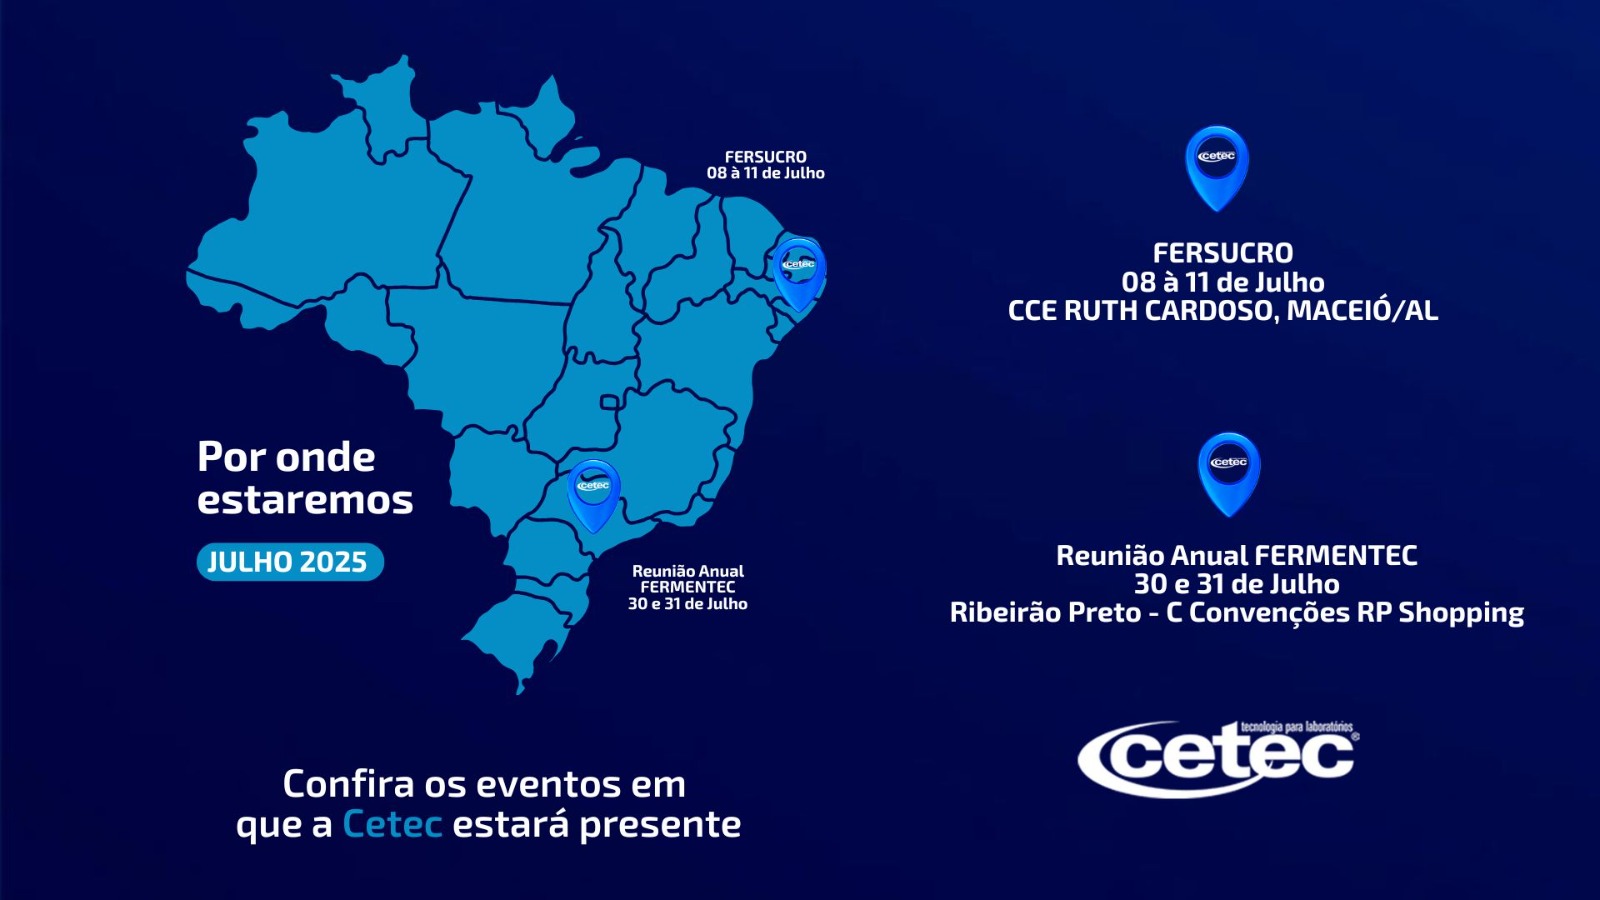 FERSUCRO
08 à 11 de Julho
cetec
cetec
FERSUCRO
08 à 11 de Julho
CCE RUTH CARDOSO, MACEIÓ/AL
Por onde
estaremos
JULHO 2025
cetec
Reunião Anual
FERMENTEC
30 e 31 de Julho
cetec
Reunião Anual FERMENTEC
30 e 31 de Julho
Ribeirão Preto - C Convenções RP Shopping
tecnologia para laboratórios
cetec®
Confira os eventos em
que a Cetec estará presente